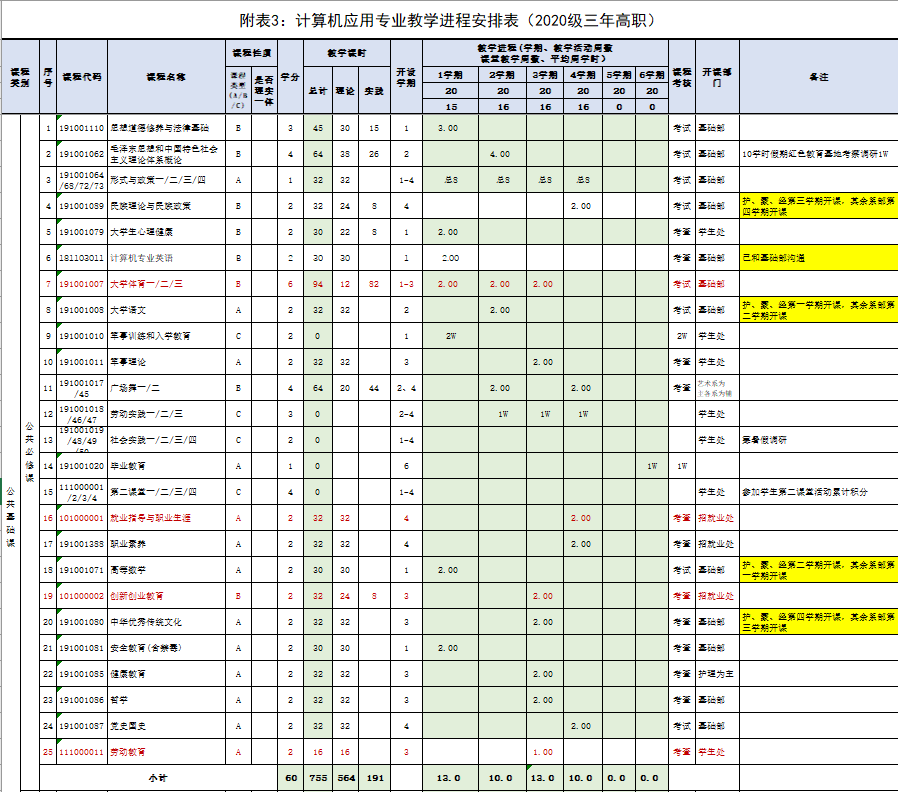 附表3：计算机应用专业教学进程安排表（2020级三年高职）
课程类别 序号 课程代码 课程名称 课程长度 学分 教学课时 开设学期 教学进程(学期、教学活动周数 课程考核 开课部门 备注
课堂教学周数、平均周学时)
课程类型(A/B/C) 是否理实一体 总计 理论 实践 1学期 2学期 3学期 4学期 5学期 6学期
20 20 20 20 20 20
15 16 16 16 0 0
公共基础课
公共必修课
1 191001110 思想道德修养与法律基础 B 3 45 30 15 1 3.00 考试 基础部
2 191001062 毛泽东思想和中国特色社会主义理论体系概论 B 4 64 38 26 2 4.00 考试 基础部 10学时假期红色教育基地考察调研1W
3 191001064/68/72/73 形式与政策一/二/三/四 A 1 32 32 1-4 总8 总8 总8 总8 考试 基础部
4 191001089 民族理论与民族政策 B 2 32 24 8 4 2.00 考试 基础部 护、蒙、经第三学期开课，其余系部第四学期开课
5 191001079 大学生心理健康 B 2 30 22 8 1 2.00 考查 学生处
6 181103011 计算机专业英语 B 2 30 30 1 2.00 考查 基础部 已和基础部沟通
7 191001007 大学体育一/二/三 B 6 94 12 82 1-3 2.00 2.00 2.00 考试 基础部
8 191001008 大学语文 A 2 32 32 2 2.00 考试 基础部 护、蒙、经第一学期开课，其余系部第二学期开课
9 191001010 军事训练和入学教育 C 2 0 1 2W 2W 学生处
10 191001011 军事理论 A 2 32 32 3 2.00 考查 学生处
11 191001017/45 广场舞一/二 B 4 64 20 44 2、4 2.00 2.00 考查 艺术系为主各系为辅
12 191001018/46/47 劳动实践一/二/三 C 3 0 2-4 1W 1W 1W 学生处
13 191001019/48/49/50 社会实践一/二/三/四 C 2 0 1-4 学生处 寒暑假调研
14 191001020 毕业教育 A 1 0 6 1W 1W
15 111000001/2/3/4 第二课堂一/二/三/四 C 4 0 1-4 学生处 参加学生第二课堂活动累计积分
16 101000001 就业指导与职业生涯 A 2 32 32 4 2.00 考查 招就业处
17 191001388 职业素养 A 2 32 32 4 2.00 考查 招就业处
18 191001071 高等数学 A 2 30 30 1 2.00 考试 基础部 护、蒙、经第二学期开课，其余系部第一学期开课
19 101000002 创新创业教育 B 2 32 24 8 3 2.00 考查 招就业处
20 191001080 中华优秀传统文化 A 2 32 32 3 2.00 考查 基础部 护、蒙、经第四学期开课，其余系部第三学期开课
21 191001081 安全教育(含禁毒) A 2 30 30 1 2.00 考查 基础部
22 191001085 健康教育 A 2 32 32 3 2.00 考查 护理为主
23 191001086 哲学 A 2 32 32 3 2.00 考查 基础部
24 191001087 党史国史 A 2 32 32 4 2.00 考试 基础部
25 111000011 劳动教育 A 2 16 16 3 1.00 考查 学生处
小计 60 755 564 191 13.0 10.0 13.0 10.0 0.0 0.0